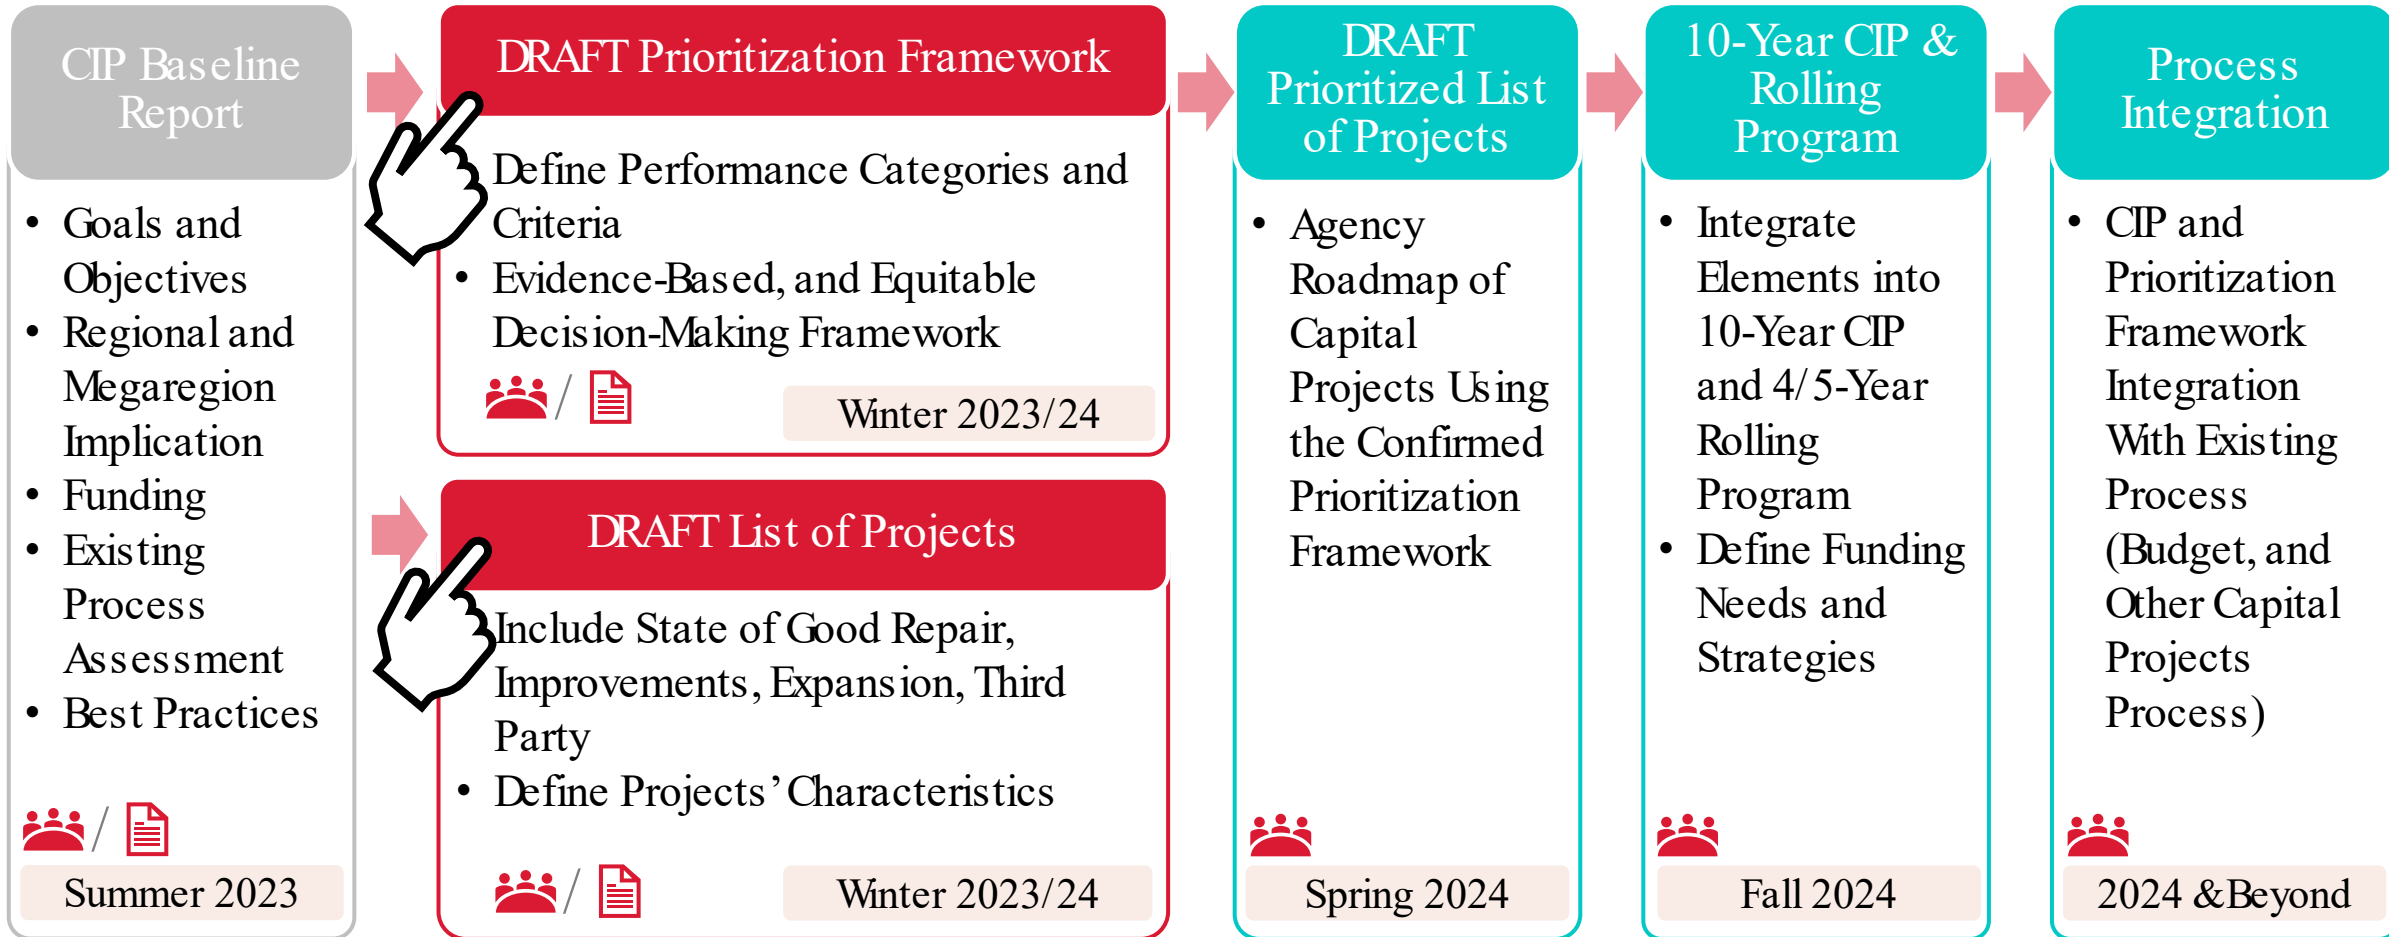 CIP Baseline
Report
• Goals and
Objectives
• Regional and
Megaregion
Implication
• Funding
• Existing
Process
Assessment
• Best Practices
/
Summer 2023
DRAFT Prioritization Framework
Define Performance Categories and
Criteria
• Evidence-Based, and Equitable
Decision-Making Framework
/
Winter 2023/24
DRAFT List of Projects
Include State of Good Repair,
Improvements, Expansion, Third
Party
• Define Projects’ Characteristics
/
Winter 2023/24
DRAFT
Prioritized List
of Projects
• Agency
Roadmap of
Capital
Projects Using
the Confirmed
Prioritization
Framework
Spring 2024
10-Year CIP &
Rolling
Program
• Integrate
Elements into
10-Year CIP
and 4/5-Year
Rolling
Program
• Define Funding
Needs and
Strategies
Fall 2024
Process
Integration
• CIP and
Prioritization
Framework
Integration
With Existing
Process
(Budget, and
Other Capital
Projects
Process)
2024 & Beyond